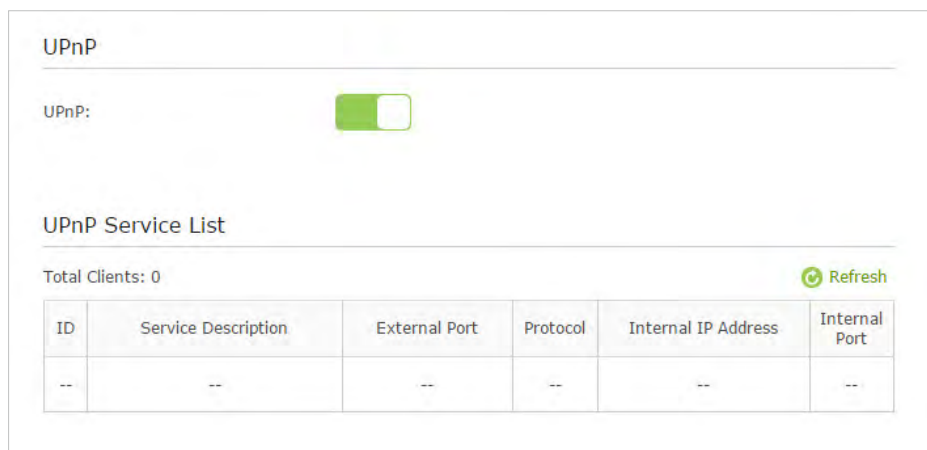 UPnP
UPnP:
UPnP Service List
Total Clients: 0
Refresh
ID Service Description External Port Protocol Internal IP Address Internal Port
-- -- -- -- -- --